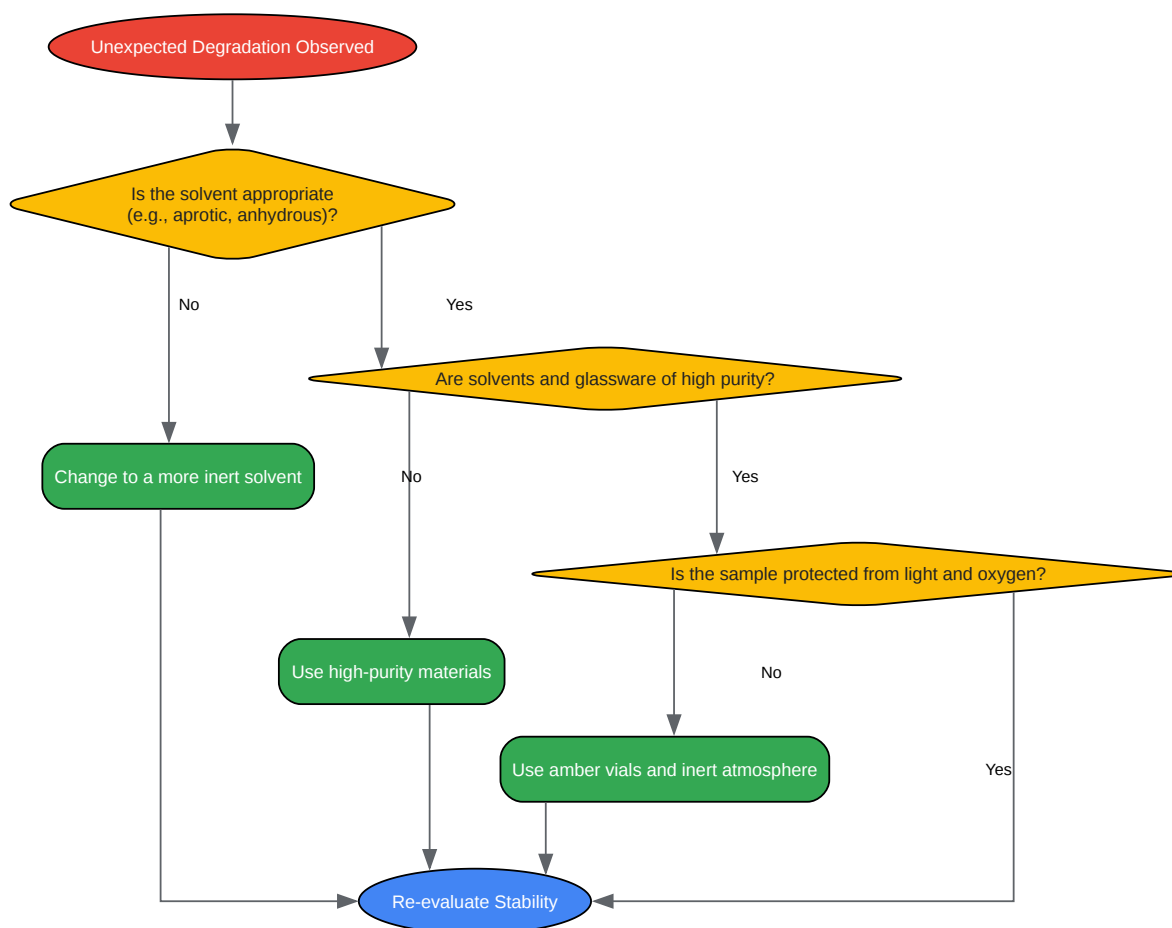 Unexpected Degradation Observed
Is the solvent appropriate
(e.g., aprotic, anhydrous)?
No
Yes
Are solvents and glassware of high purity?
Change to a more inert solvent
No
Yes
Is the sample protected from light and oxygen?
Use high-purity materials
No
Use amber vials and inert atmosphere
Yes
Re-evaluate Stability